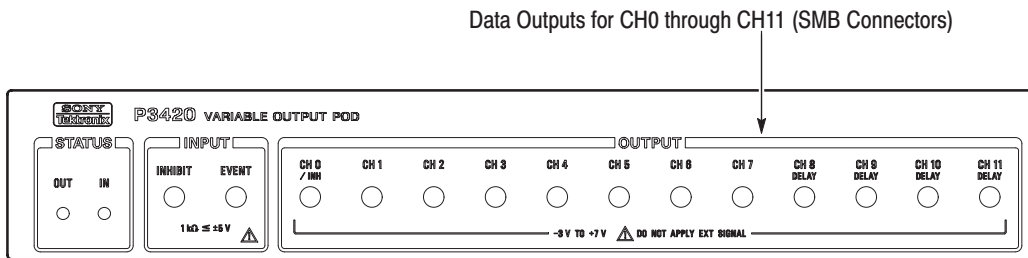 Data Outputs for CH0 through CH11 (SMB Connectors)
SONY
Tektronix
P3420 VARIABLE OUTPUT POD
STATUS INPUT OUTPUT
OUT IN
INHIBIT EVENT
1 kΩ ≤ ±5 V
CH 0 / INH
CH 1
CH 2
CH 3
CH 4
CH 5
CH 6
CH 7
CH 8 DELAY
CH 9 DELAY
CH 10 DELAY
CH 11 DELAY
-3 V TO +7 V DO NOT APPLY EXT SIGNAL